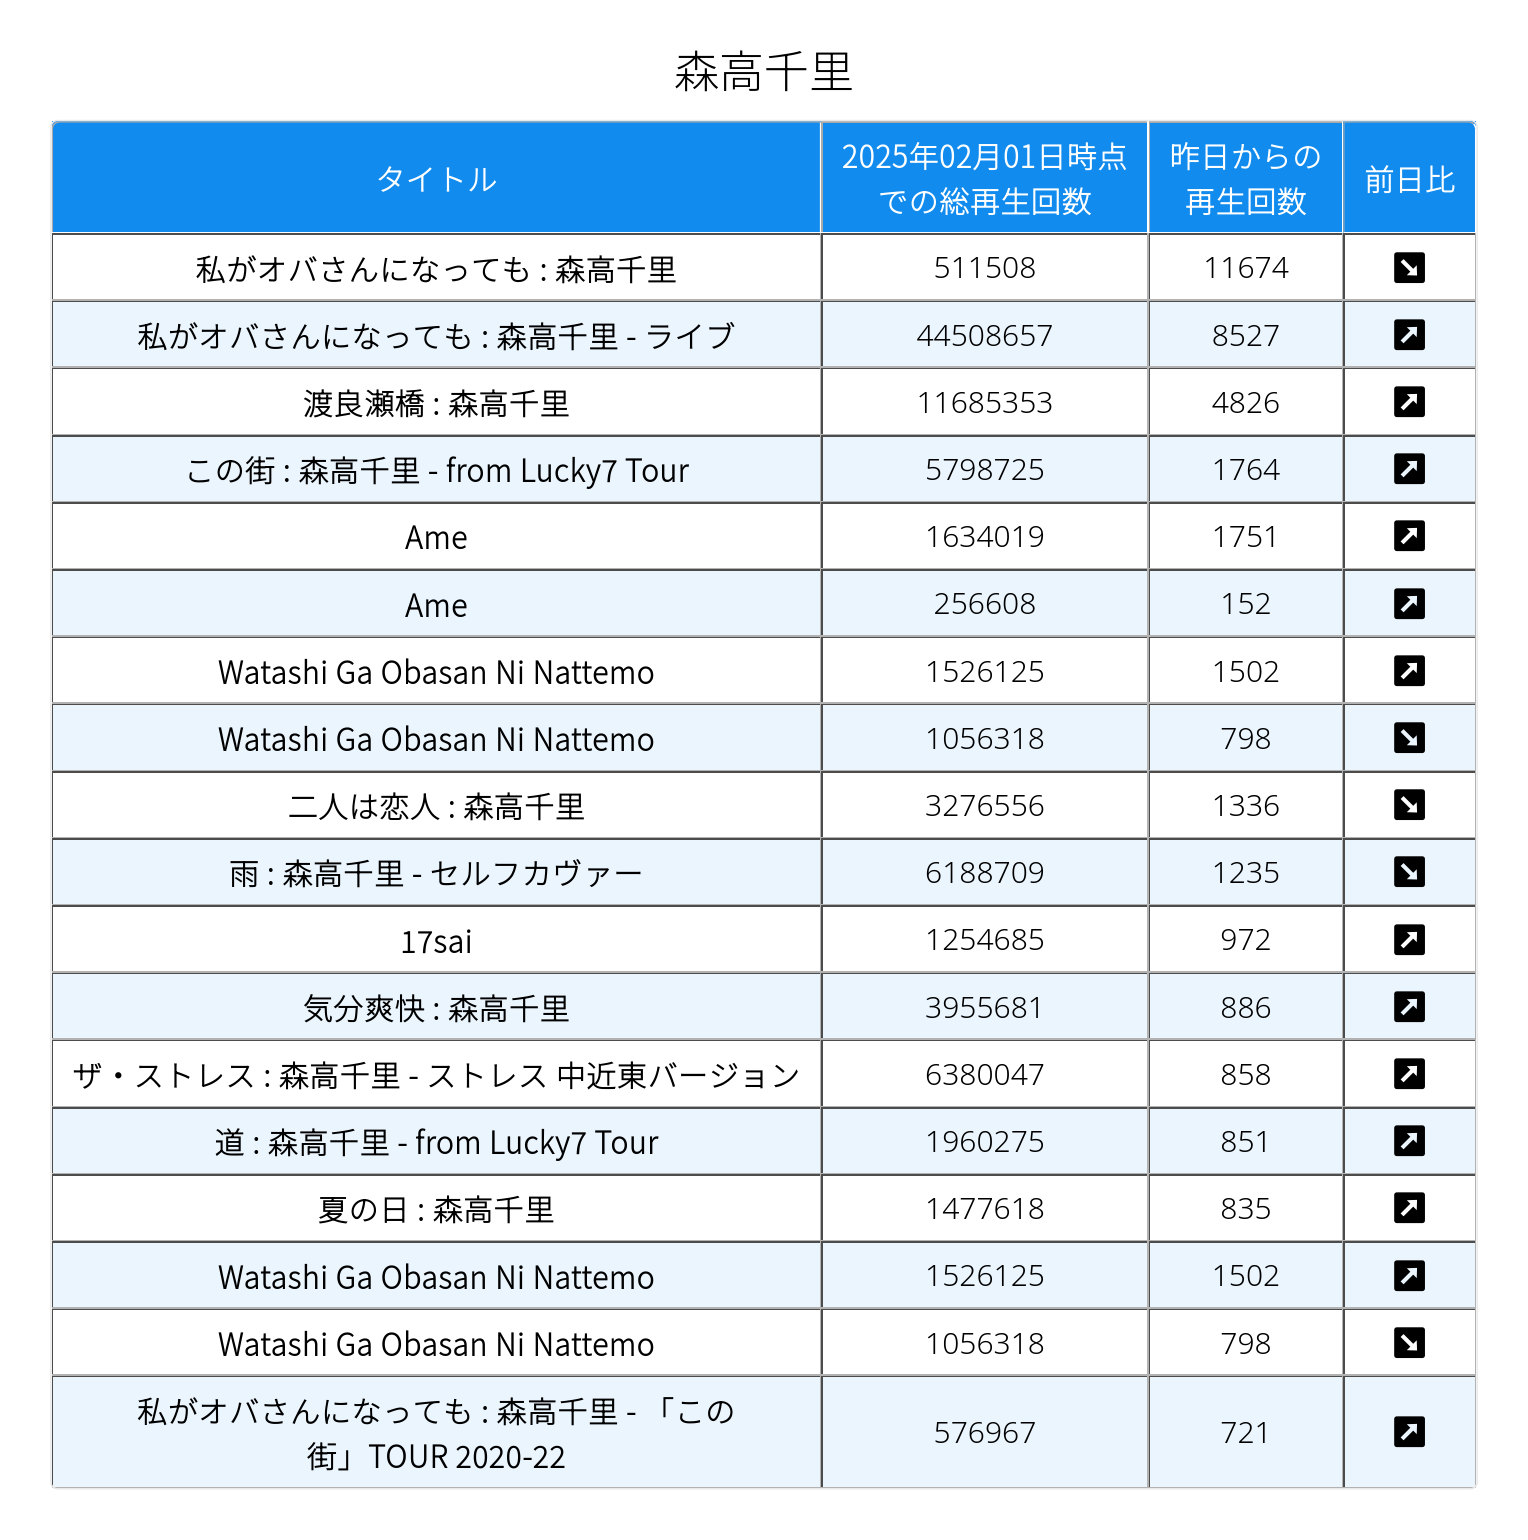 森高千里
タイトル 2025年02月01日時点での総再生回数 昨日からの再生回数 前日比
私がオバさんになっても : 森高千里 511508 11674 ↘
私がオバさんになっても : 森高千里 - ライブ 44508657 8527 ↗
渡良瀬橋 : 森高千里 11685353 4826 ↗
この街 : 森高千里 - from Lucky7 Tour 5798725 1764 ↗
Ame 1634019 1751 ↗
Ame 256608 152 ↗
Watashi Ga Obasan Ni Nattemo 1526125 1502 ↗
Watashi Ga Obasan Ni Nattemo 1056318 798 ↘
二人は恋人 : 森高千里 3276556 1336 ↘
雨 : 森高千里 - セルフカヴァー 6188709 1235 ↘
17sai 1254685 972 ↗
気分爽快 : 森高千里 3955681 886 ↗
ザ・ストレス : 森高千里 - ストレス 中近東バージョン 6380047 858 ↗
道 : 森高千里 - from Lucky7 Tour 1960275 851 ↗
夏の日 : 森高千里 1477618 835 ↗
Watashi Ga Obasan Ni Nattemo 1526125 1502 ↗
Watashi Ga Obasan Ni Nattemo 1056318 798 ↘
私がオバさんになっても : 森高千里 - 「この街」TOUR 2020-22 576967 721 ↗